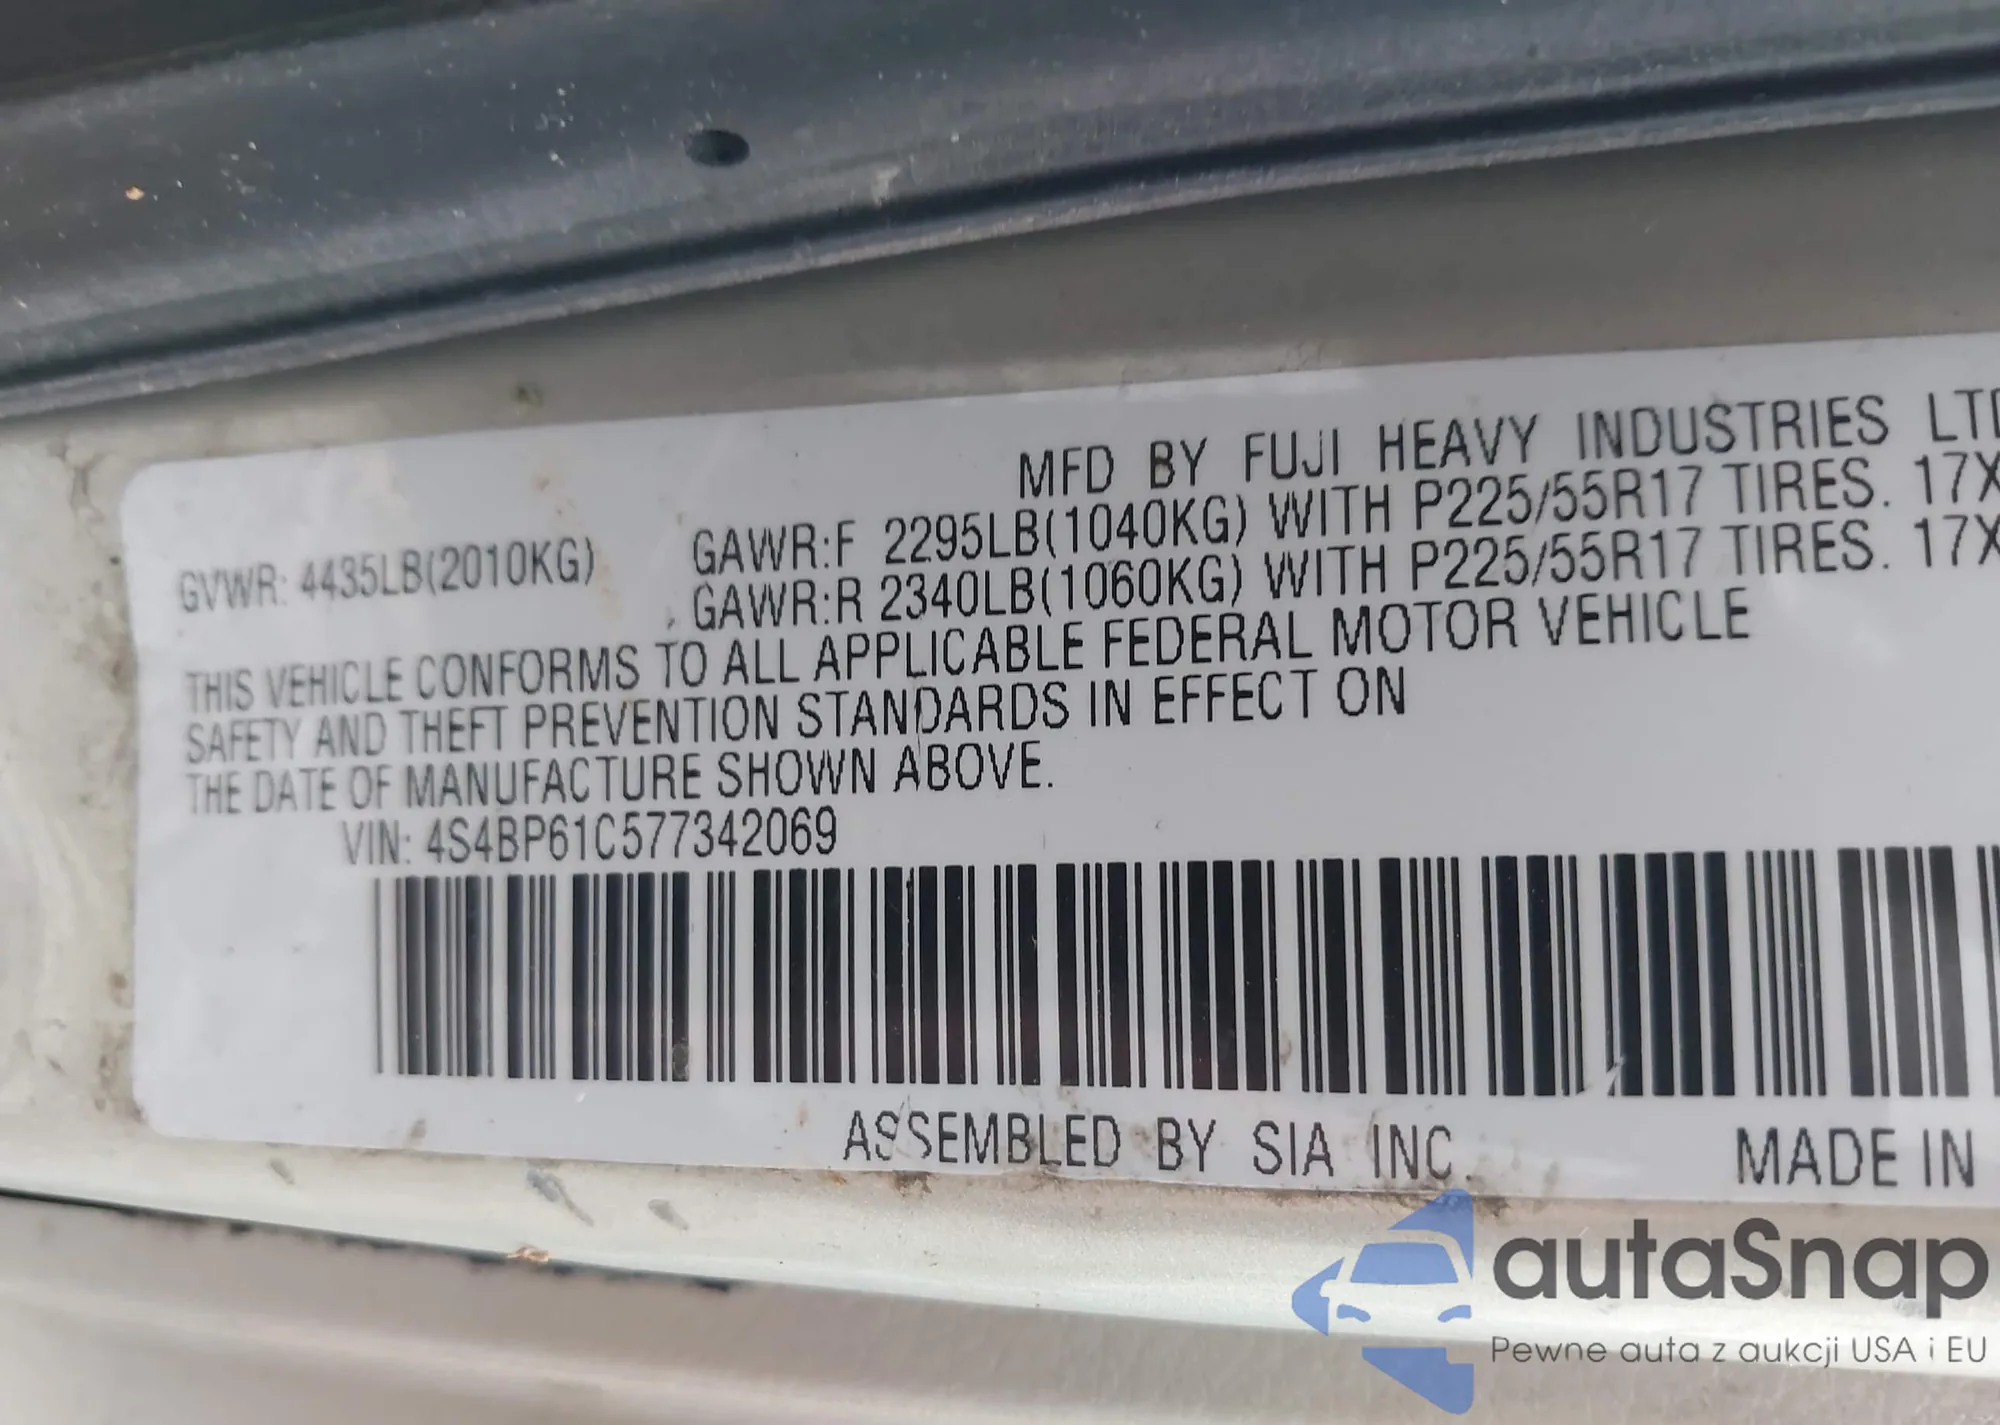 MFD BY FUJI HEAVY INDUSTRIES LTD
GVWR: 4435LB(2010KG) GAWR:F 2295LB(1040KG) WITH P225/55R17 TIRES. 17X
GAWR:R 2340LB(1060KG) WITH P225/55R17 TIRES. 17X
THIS VEHICLE CONFORMS TO ALL APPLICABLE FEDERAL MOTOR VEHICLE
SAFETY AND THEFT PREVENTION STANDARDS IN EFFECT ON
THE DATE OF MANUFACTURE SHOWN ABOVE.
VIN: 4S4BP61C577342069
ASSEMBLED BY SIA INC. MADE IN
autaSnap
Pewne auta z aukcji USA i EU